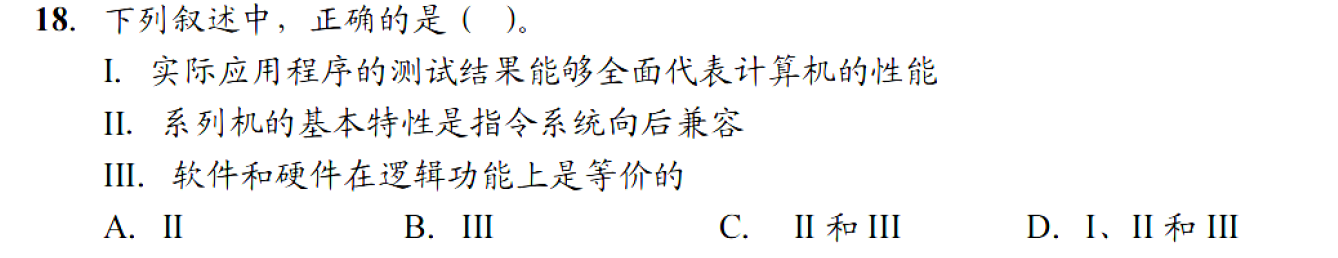 18. 下列叙述中，正确的是（ ）。
I. 实际应用程序的测试结果能够全面代表计算机的性能
II. 系列机的基本特性是指令系统向后兼容
III. 软件和硬件在逻辑功能上是等价的
A. II B. III C. II 和 III D. I、II 和 III